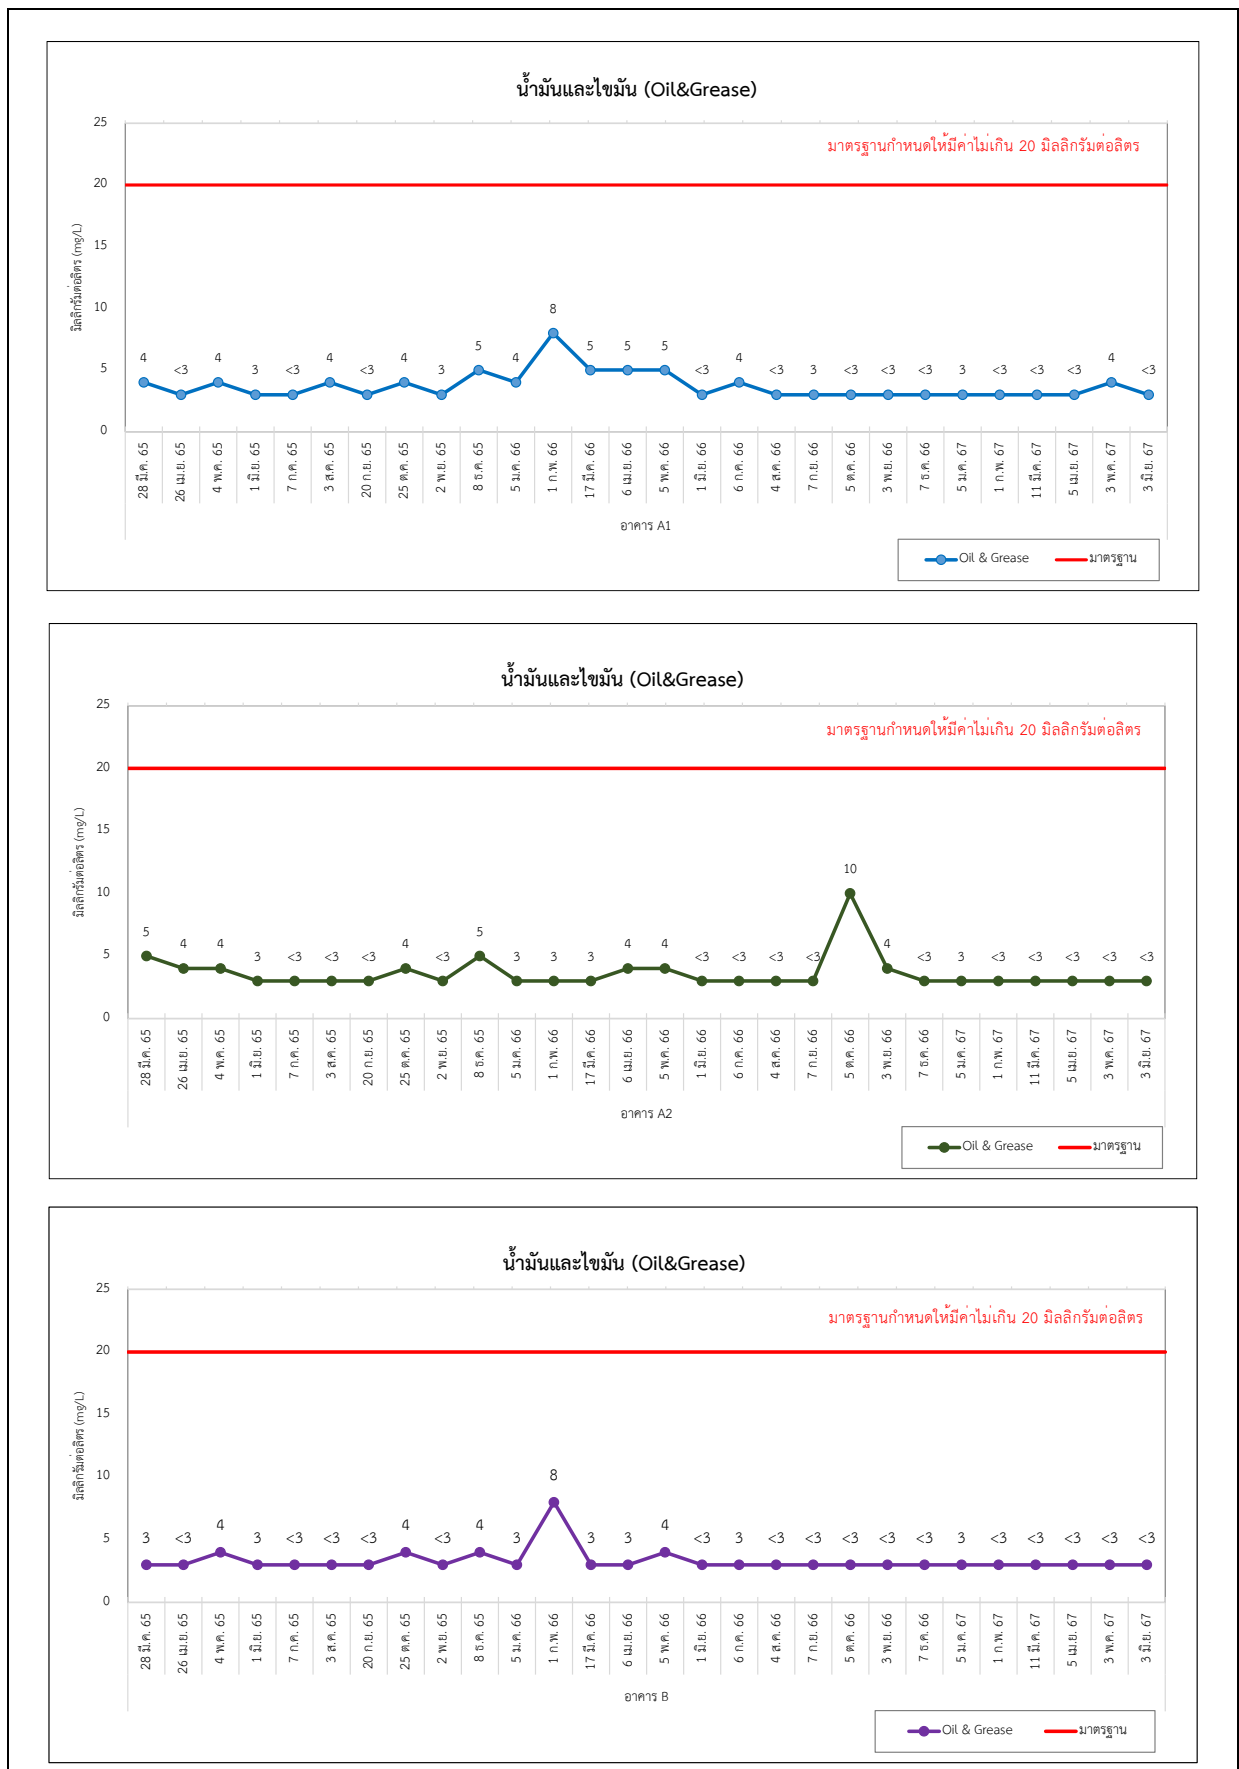 น้ำมันและไขมัน (Oil&Grease)
25
มาตรฐานกำหนดให้มีค่าไม่เกิน 20 มิลลิกรัมต่อลิตร
20
15
10
5
0
มิลลิกรัมต่อลิตร (mg/L)
4 <3 4 3 <3 4 <3 4 3 5 4 8 5 5 5 <3 4 <3 3 <3 <3 <3 3 <3 <3 <3 4 <3
28 มี.ค. 65 26 เม.ย. 65 4 พ.ค. 65 1 มิ.ย. 65 7 ก.ค. 65 3 ส.ค. 65 20 ก.ย. 65 25 ต.ค. 65 2 พ.ย. 65 8 ธ.ค. 65 5 ม.ค. 66 1 ก.พ. 66 17 มี.ค. 66 6 เม.ย. 66 5 พ.ค. 66 1 มิ.ย. 66 6 ก.ค. 66 4 ส.ค. 66 7 ก.ย. 66 5 ต.ค. 66 3 พ.ย. 66 7 ธ.ค. 66 5 ม.ค. 67 1 ก.พ. 67 11 มี.ค. 67 5 เม.ย. 67 3 พ.ค. 67 3 มิ.ย. 67
อาคาร A1
Oil & Grease มาตรฐาน
น้ำมันและไขมัน (Oil&Grease)
25
มาตรฐานกำหนดให้มีค่าไม่เกิน 20 มิลลิกรัมต่อลิตร
20
15
10
5
0
มิลลิกรัมต่อลิตร (mg/L)
5 4 4 3 <3 <3 <3 4 <3 5 3 3 3 4 4 <3 <3 <3 <3 10 4 <3 3 <3 <3 <3 <3 <3
28 มี.ค. 65 26 เม.ย. 65 4 พ.ค. 65 1 มิ.ย. 65 7 ก.ค. 65 3 ส.ค. 65 20 ก.ย. 65 25 ต.ค. 65 2 พ.ย. 65 8 ธ.ค. 65 5 ม.ค. 66 1 ก.พ. 66 17 มี.ค. 66 6 เม.ย. 66 5 พ.ค. 66 1 มิ.ย. 66 6 ก.ค. 66 4 ส.ค. 66 7 ก.ย. 66 5 ต.ค. 66 3 พ.ย. 66 7 ธ.ค. 66 5 ม.ค. 67 1 ก.พ. 67 11 มี.ค. 67 5 เม.ย. 67 3 พ.ค. 67 3 มิ.ย. 67
อาคาร A2
Oil & Grease มาตรฐาน
น้ำมันและไขมัน (Oil&Grease)
25
มาตรฐานกำหนดให้มีค่าไม่เกิน 20 มิลลิกรัมต่อลิตร
20
15
10
5
0
มิลลิกรัมต่อลิตร (mg/L)
3 <3 4 3 <3 <3 <3 4 <3 4 3 8 3 3 4 <3 3 <3 <3 <3 <3 <3 3 <3 <3 <3 <3 <3
28 มี.ค. 65 26 เม.ย. 65 4 พ.ค. 65 1 มิ.ย. 65 7 ก.ค. 65 3 ส.ค. 65 20 ก.ย. 65 25 ต.ค. 65 2 พ.ย. 65 8 ธ.ค. 65 5 ม.ค. 66 1 ก.พ. 66 17 มี.ค. 66 6 เม.ย. 66 5 พ.ค. 66 1 มิ.ย. 66 6 ก.ค. 66 4 ส.ค. 66 7 ก.ย. 66 5 ต.ค. 66 3 พ.ย. 66 7 ธ.ค. 66 5 ม.ค. 67 1 ก.พ. 67 11 มี.ค. 67 5 เม.ย. 67 3 พ.ค. 67 3 มิ.ย. 67
อาคาร B
Oil & Grease มาตรฐาน